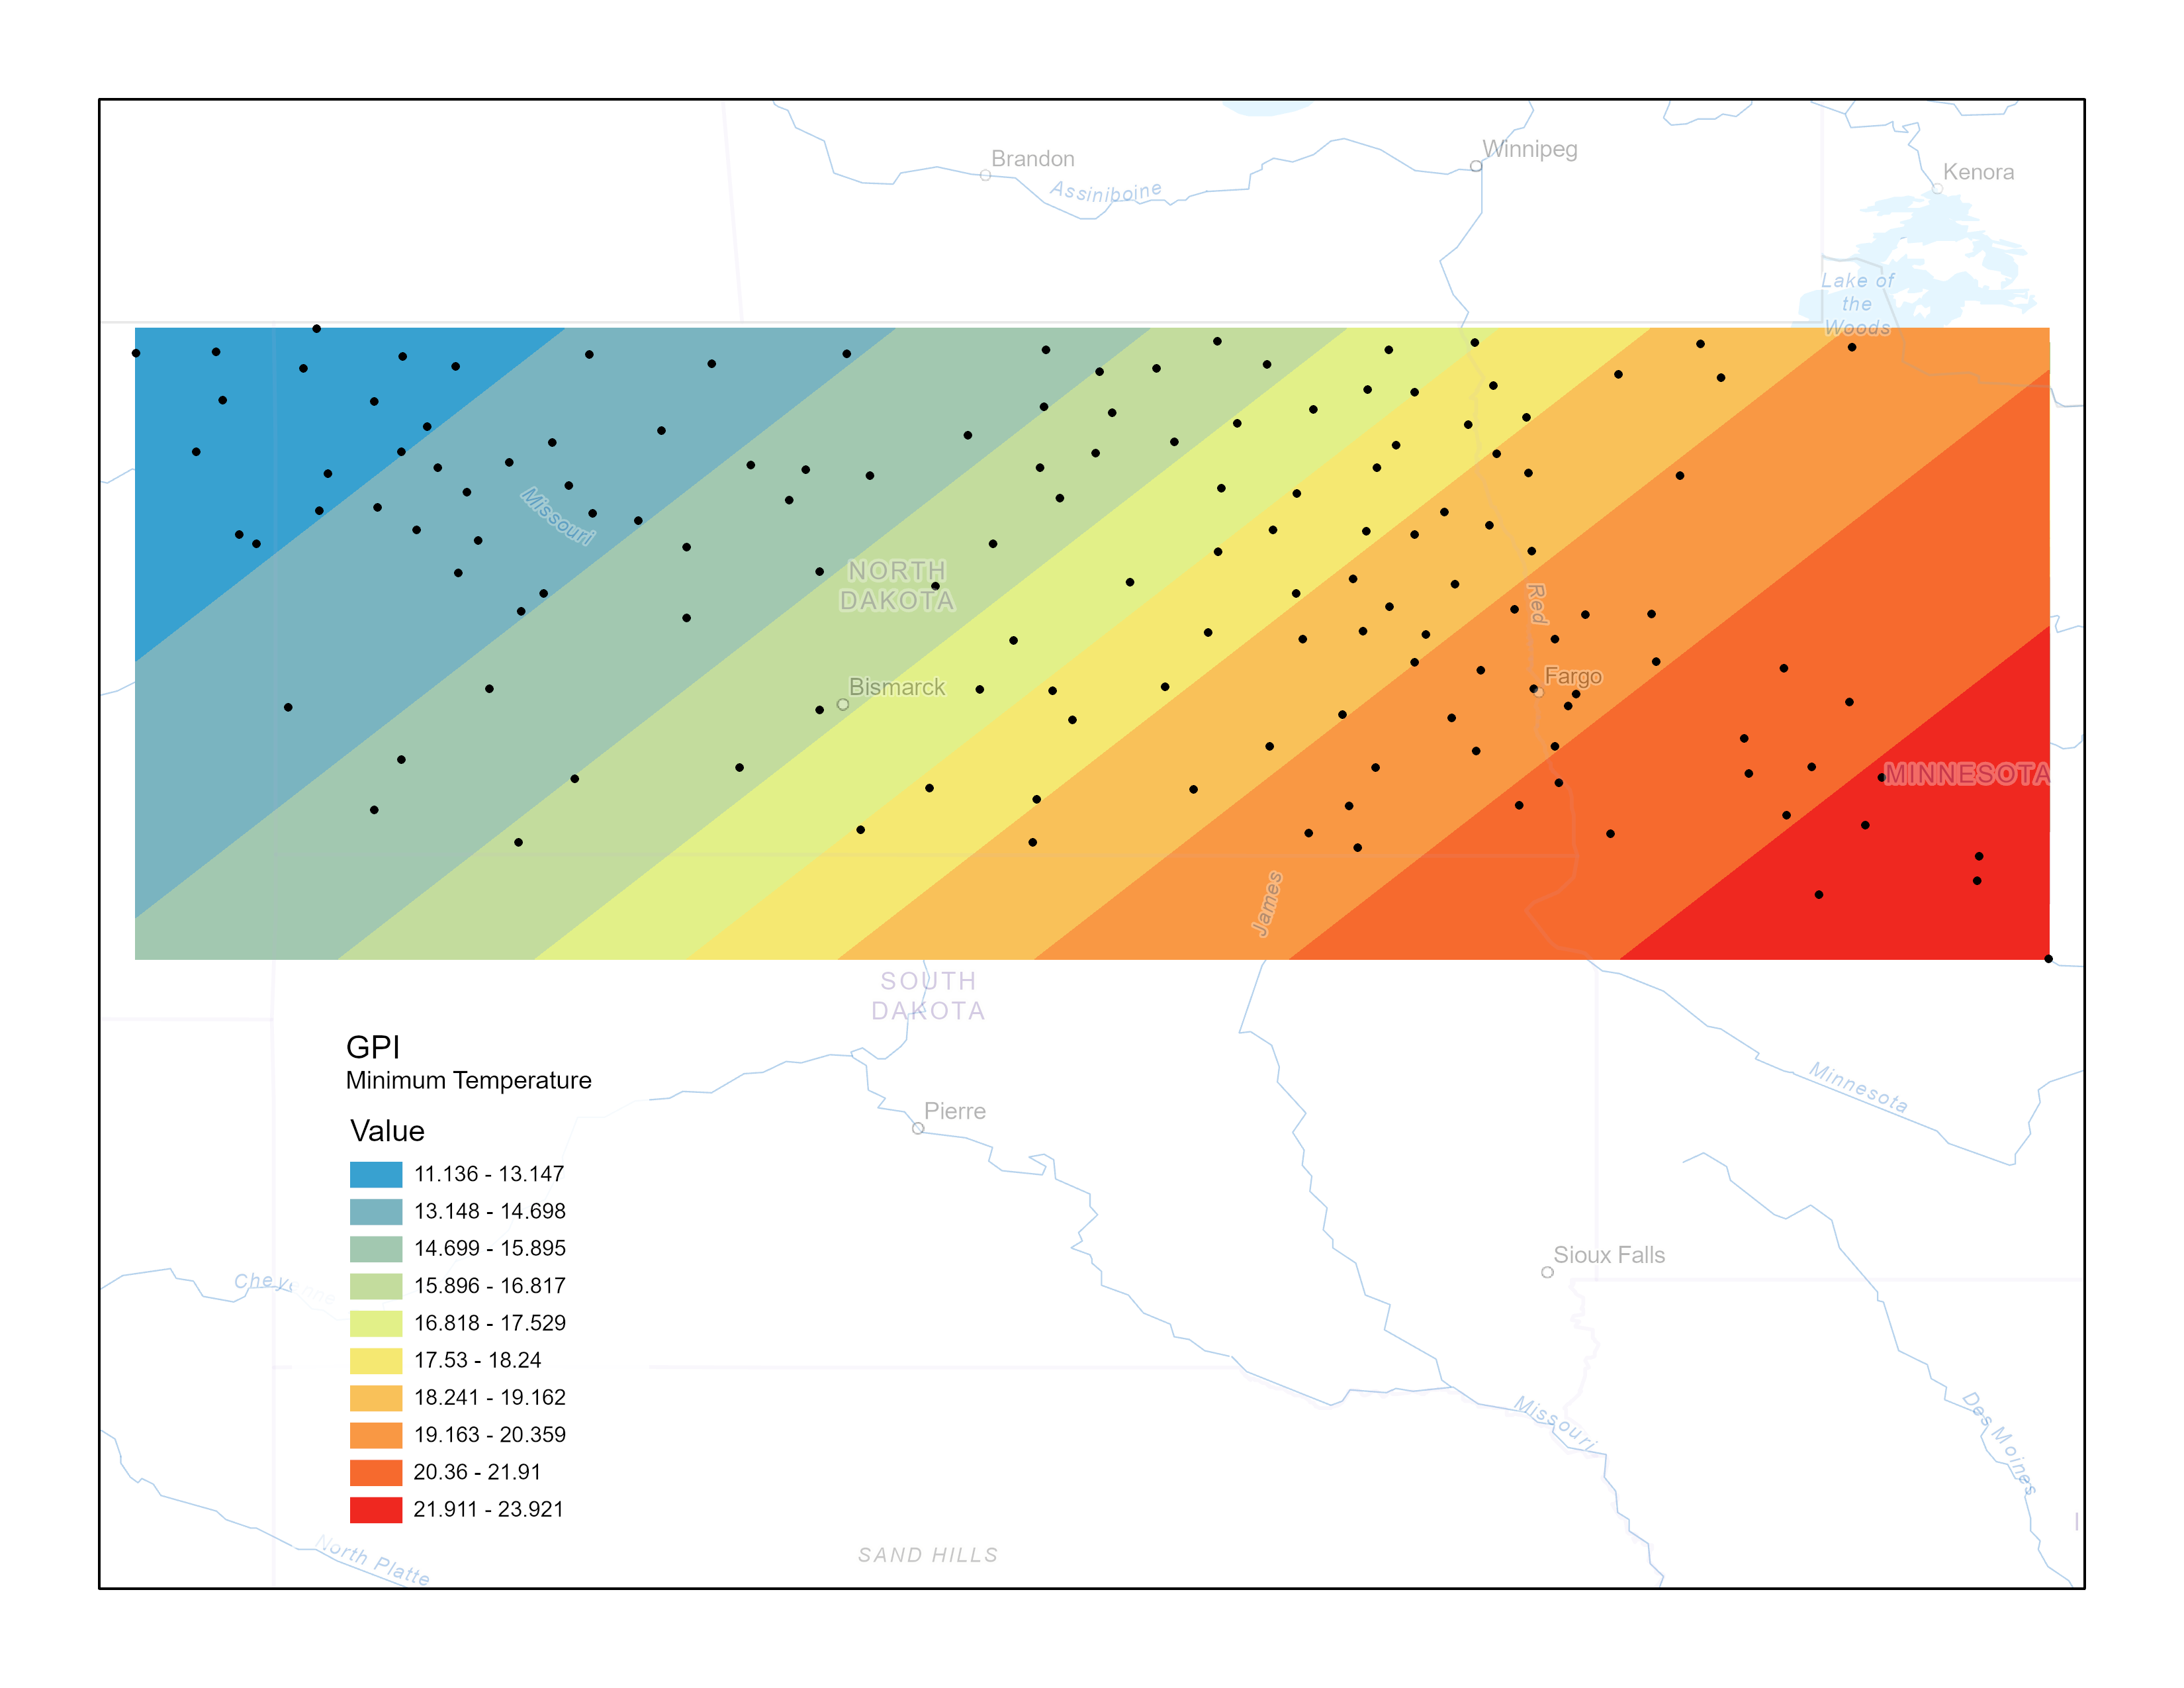 Brandon
Winnipeg
Assiniboine
Kenora
Lake of
the
Woods
Missouri
NORTH
DAKOTA
Red
Bismarck
Fargo
MINNESOTA
James
SOUTH
DAKOTA
GPI
Minimum Temperature
Value
11.136 - 13.147
13.148 - 14.698
14.699 - 15.895
15.896 - 16.817
16.818 - 17.529
17.53 - 18.24
18.241 - 19.162
19.163 - 20.359
20.36 - 21.91
21.911 - 23.921
Pierre
Minnesota
Sioux Falls
Cheyenne
Missouri
Des Moines
North Platte
SAND HILLS
I